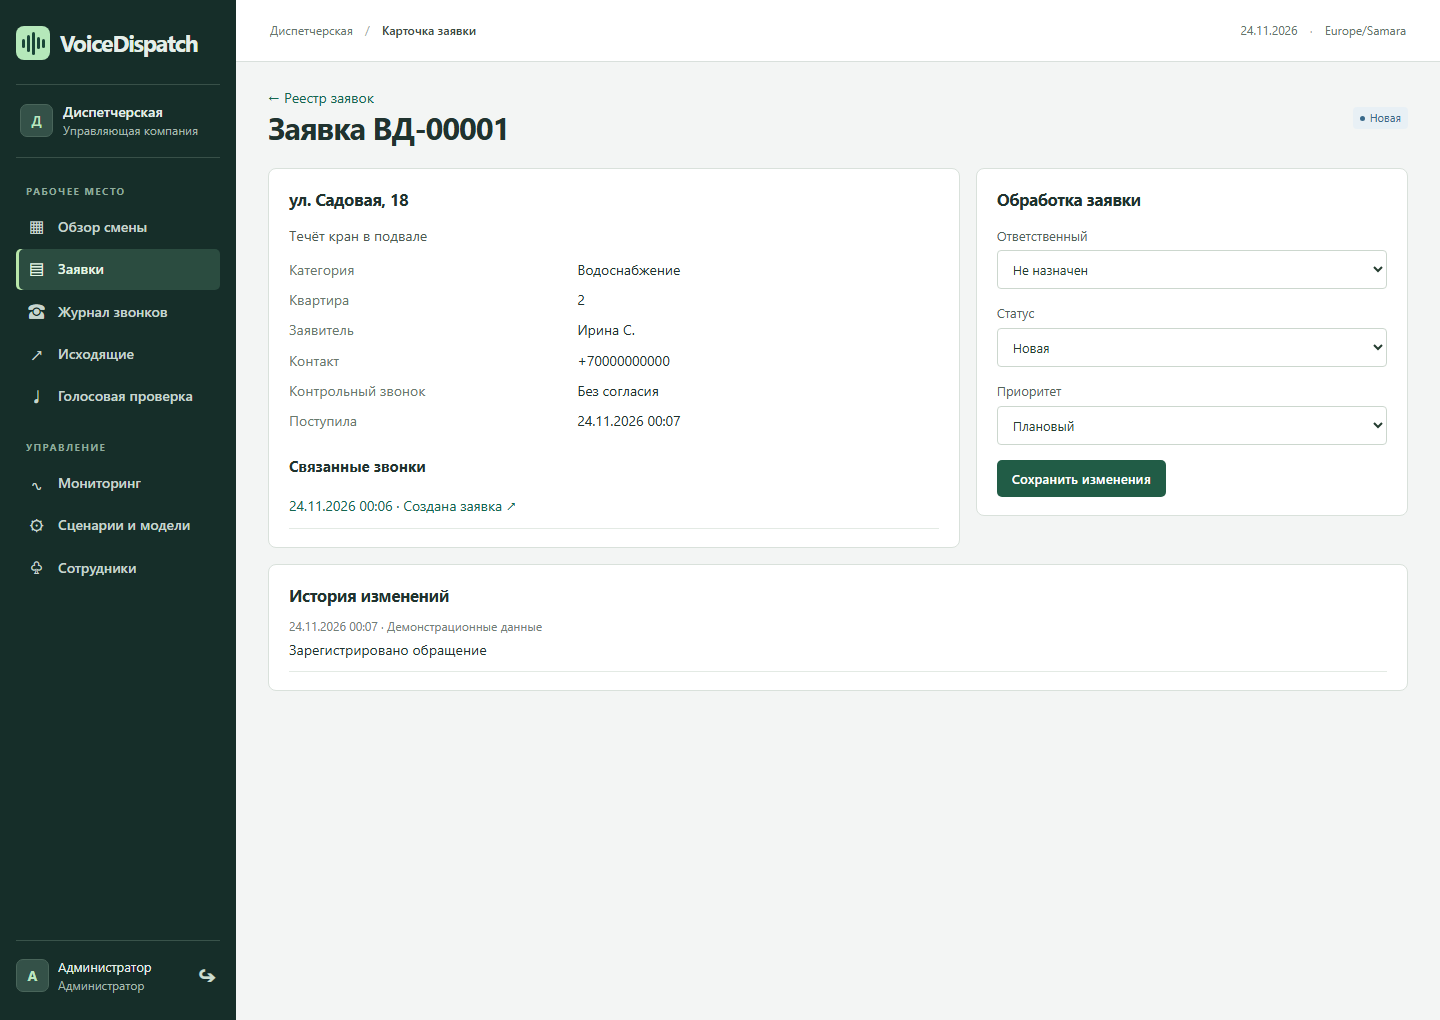 VoiceDispatch
Д
Диспетчерская
Управляющая компания
РАБОЧЕЕ МЕСТО
Обзор смены
Заявки
Журнал звонков
Исходящие
Голосовая проверка
УПРАВЛЕНИЕ
Мониторинг
Сценарии и модели
Сотрудники
А
Администратор
Администратор
Диспетчерская / Карточка заявки
24.11.2026 · Europe/Samara
← Реестр заявок
Заявка ВД-00001
Новая
ул. Садовая, 18
Течёт кран в подвале
Категория Водоснабжение
Квартира 2
Заявитель Ирина С.
Контакт +70000000000
Контрольный звонок Без согласия
Поступила 24.11.2026 00:07
Связанные звонки
24.11.2026 00:06 · Создана заявка ↗
Обработка заявки
Ответственный
Не назначен
Статус
Новая
Приоритет
Плановый
Сохранить изменения
История изменений
24.11.2026 00:07 · Демонстрационные данные
Зарегистрировано обращение